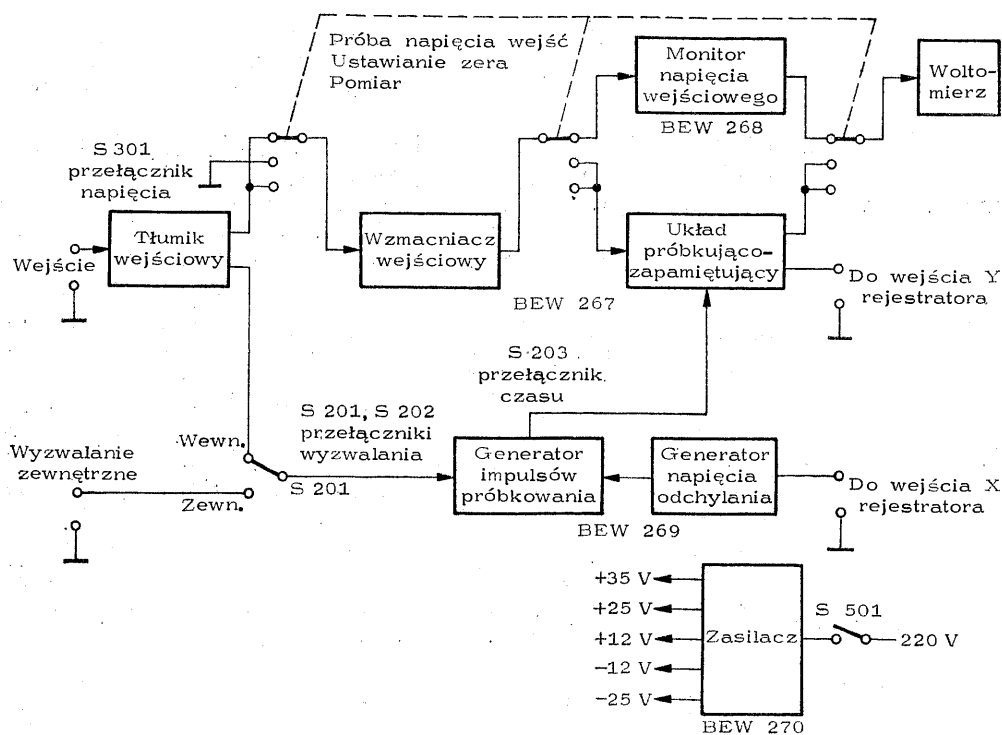 Próba napięcia wejść
Ustawianie zera
Pomiar
Monitor
napięcia
wejściowego
BEW 268
Wolto-
mierz
S 301
przełącznik
napięcia
Tłumik
wejściowy
Wejście
Wzmacniacz
wejściowy
BEW 267
Układ
próbkująco-
zapamiętujący
Do wejścia Y
rejestratora
S 203
przełącznik
czasu
S 201, S 202
przełączniki
wyzwalania
Wewn.
Wyzwalanie
zewnętrzne
Zewn.
S 201
Generator
impulsów
próbkowania
Generator
napięcia
odchylania
BEW 269
Do wejścia X
rejestratora
+35 V
+25 V
+12 V
-12 V
-25 V
Zasilacz
S 501
220 V
BEW 270